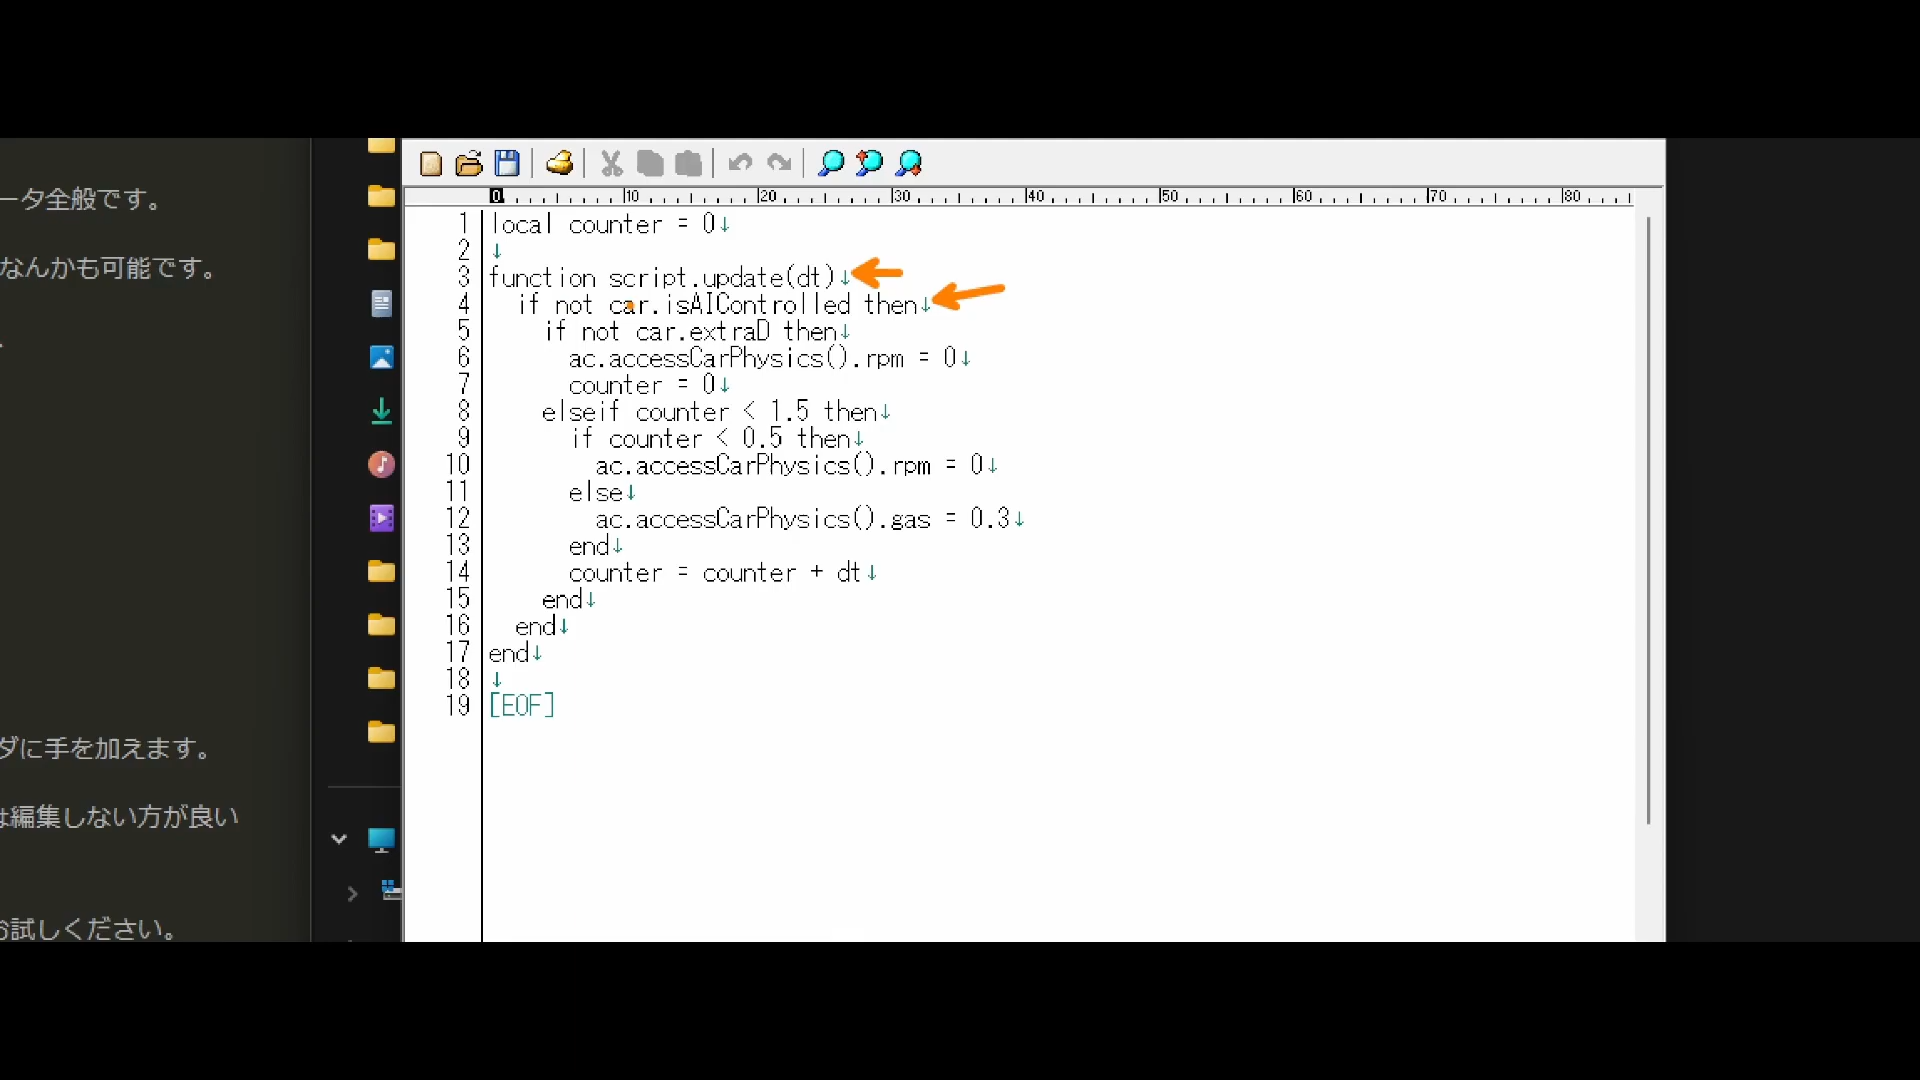 ータ全般です。
なんかも可能です。
ダに手を加えます。
は編集しない方が良い
お試しください。
0 10 20 30 40 50 60 70 80
1 local counter = 0↓
2 ↓
3 function script.update(dt)↓
4 if not car.isAIControlled then↓
5 if not car.extraD then↓
6 ac.accessCarPhysics().rpm = 0↓
7 counter = 0↓
8 elseif counter < 1.5 then↓
9 if counter < 0.5 then↓
10 ac.accessCarPhysics().rpm = 0↓
11 else↓
12 ac.accessCarPhysics().gas = 0.3↓
13 end↓
14 counter = counter + dt↓
15 end↓
16 end↓
17 end↓
18 ↓
19 [EOF]